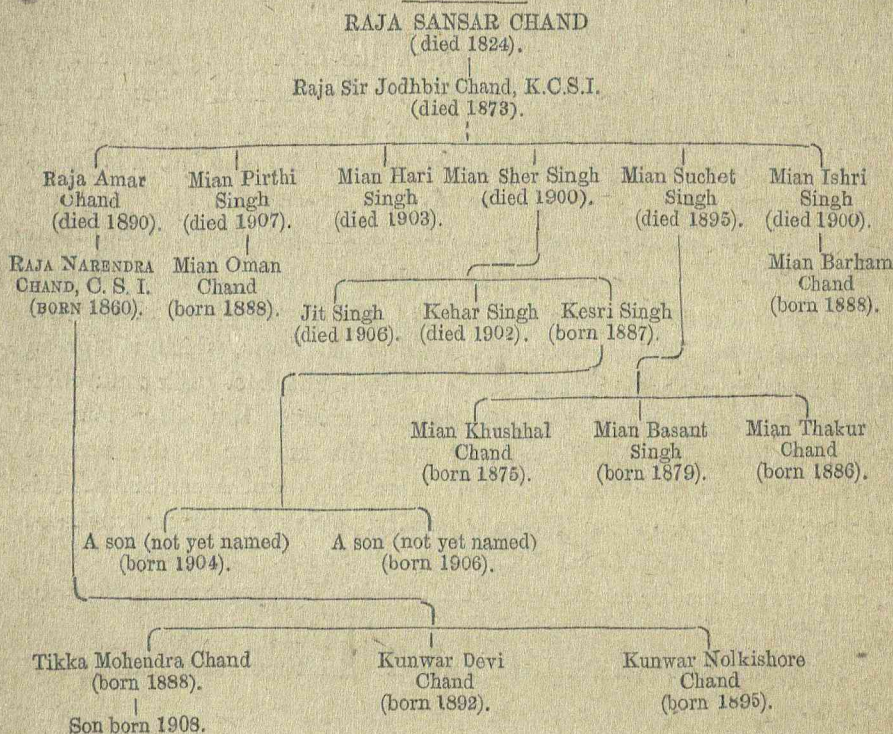 RAJA SANSAR CHAND
(died 1824).
Raja Sir Jodhbir Chand, K.C.S.I.
(died 1873).
Raja Amar
Chand
(died 1890).
Mian Pirthi
Singh
(died 1907).
Mian Hari
Singh
(died 1903).
Mian Sher Singh
(died 1900).
Mian Suchet
Singh
(died 1895).
Mian Ishri
Singh
(died 1900).
RAJA NARENDRA
CHAND, C. S. I.
(BORN 1860).
Mian Oman
Chand
(born 1888).
Mian Barham
Chand
(born 1888).
Jit Singh
(died 1906).
Kehar Singh
(died 1902).
Kesri Singh
(born 1887).
Mian Khushhal
Chand
(born 1875).
Mian Basant
Singh
(born 1879).
Mian Thakur
Chand
(born 1886).
A son (not yet named)
(born 1904).
A son (not yet named)
(born 1906).
Tikka Mohendra Chand
(born 1888).
Kunwar Devi
Chand
(born 1892).
Kunwar Nolkishore
Chand
(born 1895).
Son born 1908.